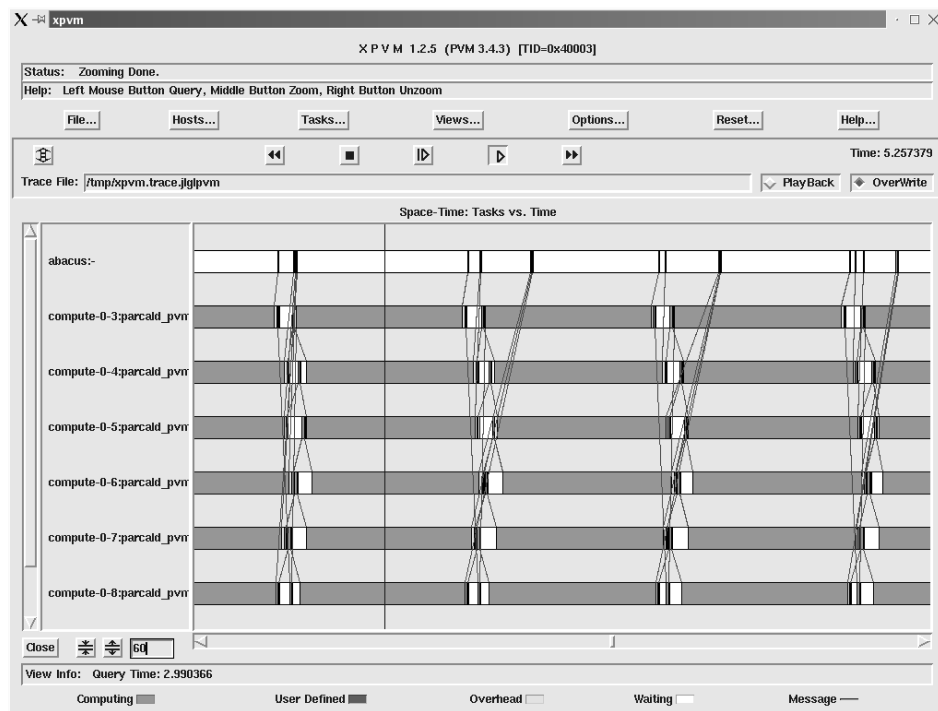 X xpvm
X P V M 1.2.5 (PVM 3.4.3) [TID=0x40003]
Status: Zooming Done.
Help: Left Mouse Button Query, Middle Button Zoom, Right Button Unzoom
File... Hosts... Tasks... Views... Options... Reset... Help...
Time: 5.257379
Trace File: /tmp/xpvm.trace.jlglpvm PlayBack OverWrite
Space-Time: Tasks vs. Time
abacus:-
compute-0-3:parcald_pvm
compute-0-4:parcald_pvm
compute-0-5:parcald_pvm
compute-0-6:parcald_pvm
compute-0-7:parcald_pvm
compute-0-8:parcald_pvm
Close 60
View Info: Query Time: 2.990366
Computing User Defined Overhead Waiting Message